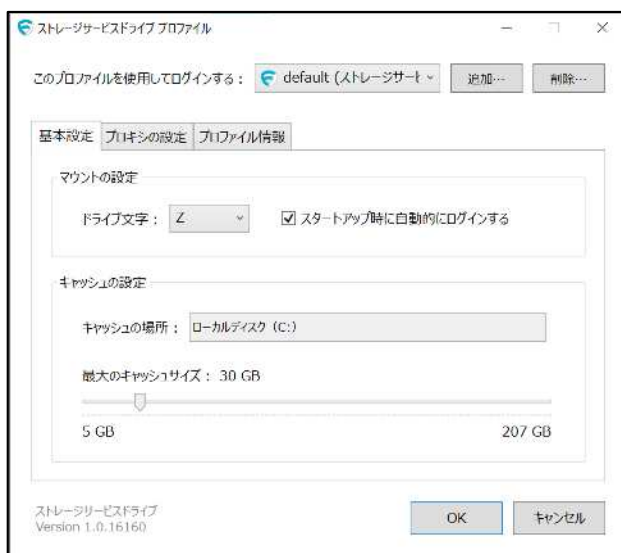 ストレージサービスドライブ プロファイル
このプロファイルを使用してログインする： default (ストレージサート 追加… 削除…
基本設定 プロキシの設定 プロファイル情報
マウントの設定
ドライブ文字： Z スタートアップ時に自動的にログインする
キャッシュの設定
キャッシュの場所： ローカルディスク (C:)
最大のキャッシュサイズ： 30 GB
5 GB 207 GB
ストレージサービスドライブ
Version 1.0.16160
OK キャンセル